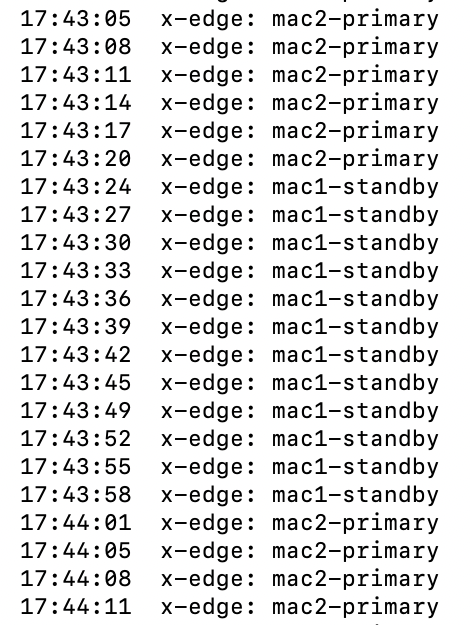 17:43:05  x-edge: mac2-primary
17:43:08  x-edge: mac2-primary
17:43:11  x-edge: mac2-primary
17:43:14  x-edge: mac2-primary
17:43:17  x-edge: mac2-primary
17:43:20  x-edge: mac2-primary
17:43:24  x-edge: mac1-standby
17:43:27  x-edge: mac1-standby
17:43:30  x-edge: mac1-standby
17:43:33  x-edge: mac1-standby
17:43:36  x-edge: mac1-standby
17:43:39  x-edge: mac1-standby
17:43:42  x-edge: mac1-standby
17:43:45  x-edge: mac1-standby
17:43:49  x-edge: mac1-standby
17:43:52  x-edge: mac1-standby
17:43:55  x-edge: mac1-standby
17:43:58  x-edge: mac1-standby
17:44:01  x-edge: mac2-primary
17:44:05  x-edge: mac2-primary
17:44:08  x-edge: mac2-primary
17:44:11  x-edge: mac2-primary